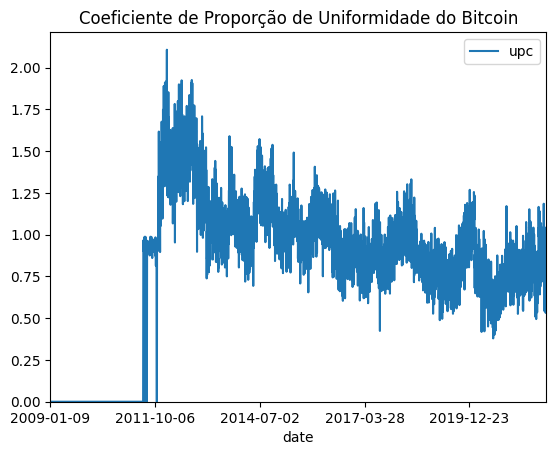 Coeficiente de Proporção de Uniformidade do Bitcoin
upc
2.00
1.75
1.50
1.25
1.00
0.75
0.50
0.25
0.00
2009-01-09 2011-10-06 2014-07-02 2017-03-28 2019-12-23
date